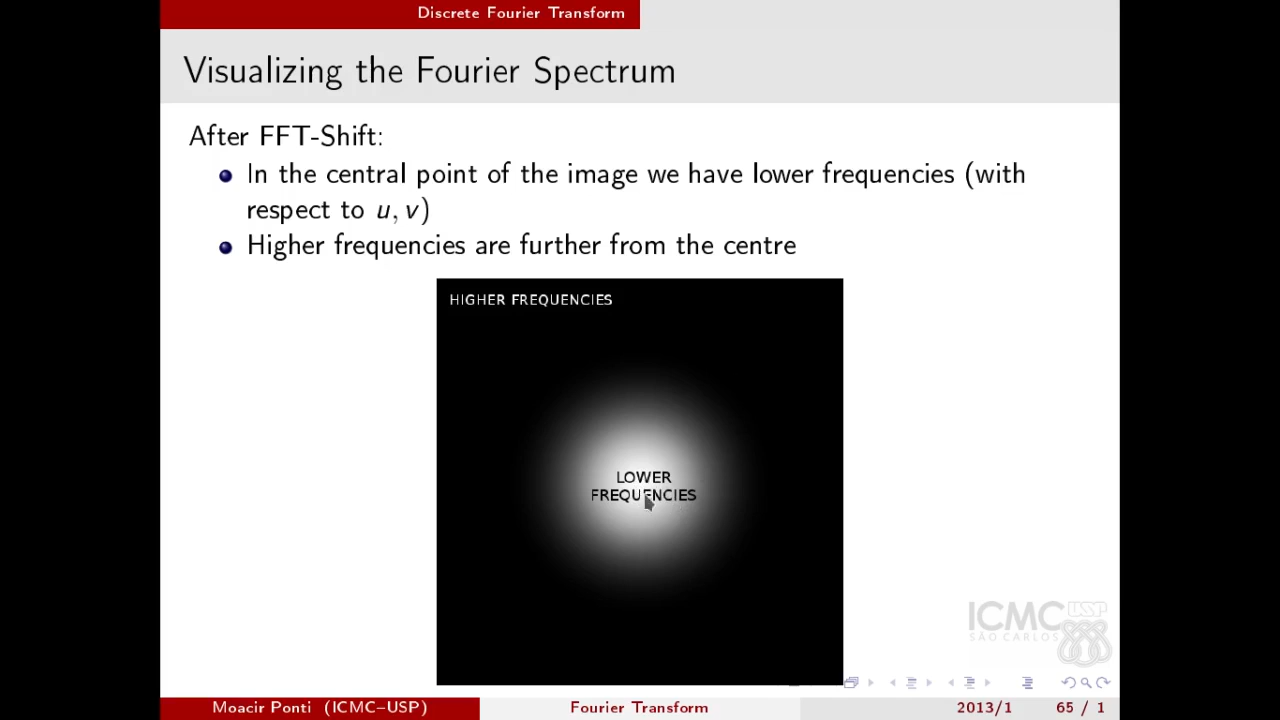 Discrete Fourier Transform
Visualizing the Fourier Spectrum
After FFT-Shift:
In the central point of the image we have lower frequencies (with
respect to u, v)
Higher frequencies are further from the centre
HIGHER FREQUENCIES
LOWER
FREQUENCIES
ICMC USP
SÃO CARLOS
Moacir Ponti (ICMC–USP)
Fourier Transform
2013/1
65 / 1